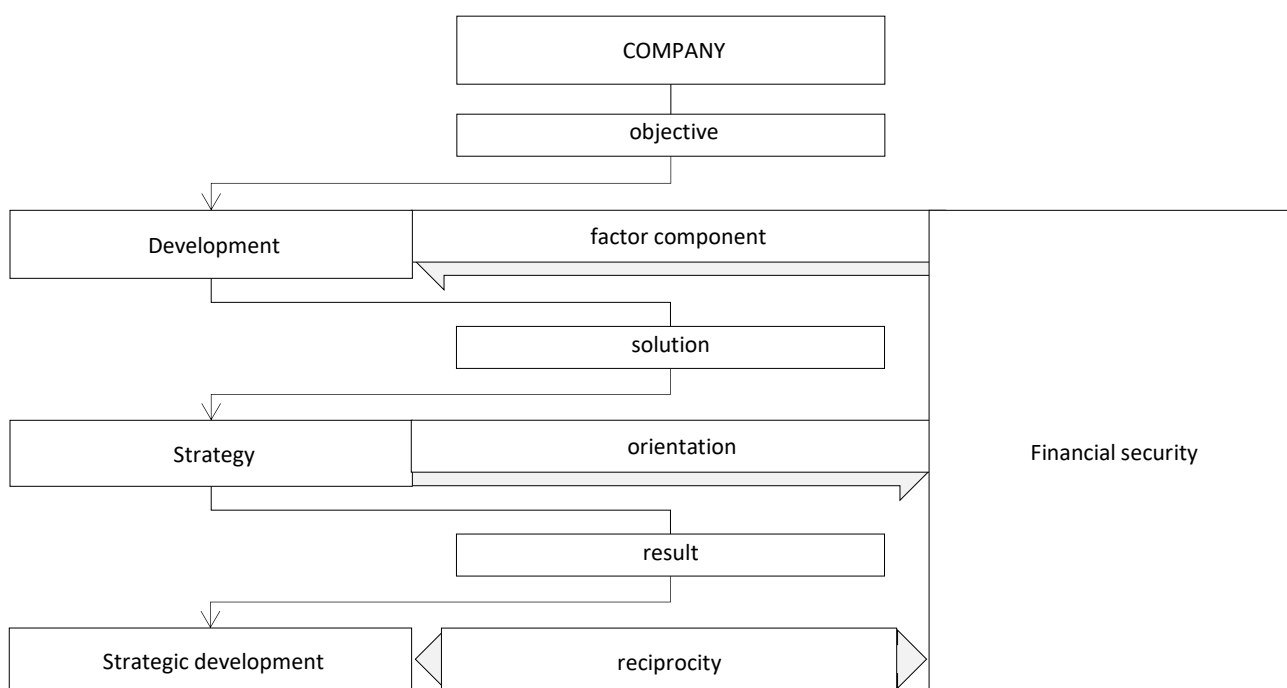 COMPANY
objective
Development
factor component
solution
Strategy
orientation
Financial security
result
Strategic development
reciprocity